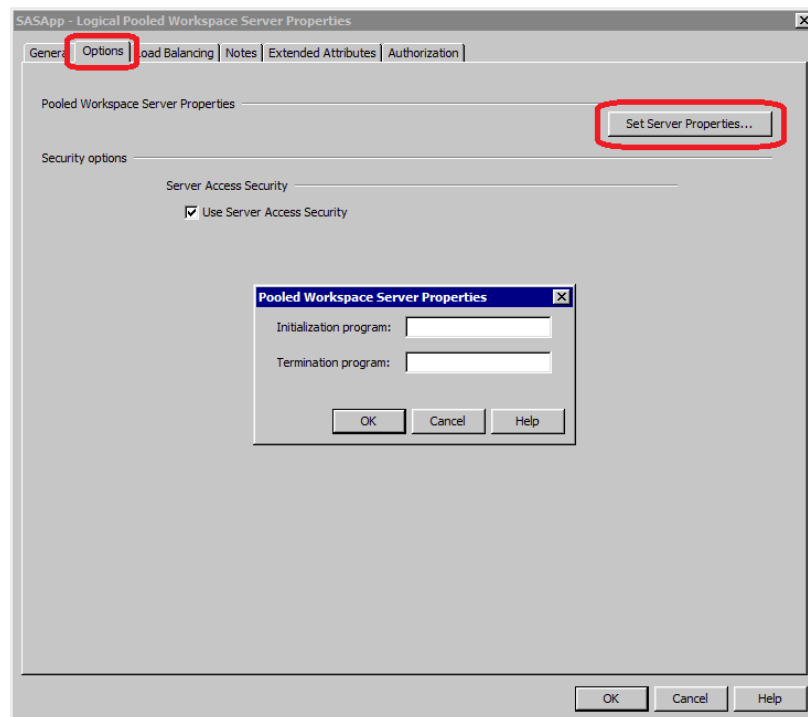 SASApp - Logical Pooled Workspace Server Properties
General Options Load Balancing Notes Extended Attributes Authorization
Pooled Workspace Server Properties
Set Server Properties...
Security options
Server Access Security
Use Server Access Security
Pooled Workspace Server Properties
Initialization program:
Termination program:
OK Cancel Help
OK Cancel Help